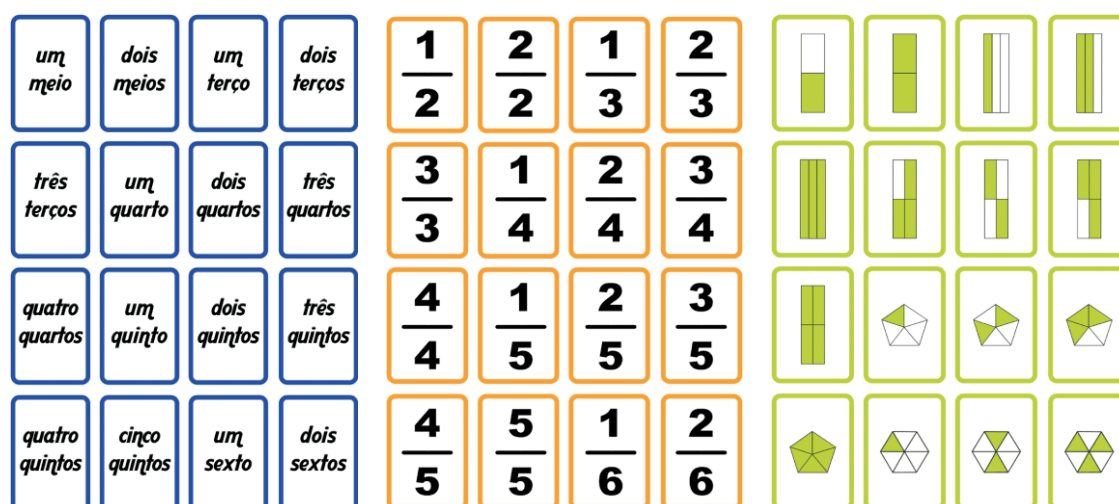 um
meio
dois
meios
um
terço
dois
terços
três
terços
um
quarto
dois
quartos
três
quartos
quatro
quartos
um
quinto
dois
quintos
três
quintos
quatro
quintos
cinco
quintos
um
sexto
dois
sextos
1
2
2
2
1
3
2
3
3
3
1
4
2
4
3
4
4
4
1
5
2
5
3
5
4
5
5
5
1
6
2
6